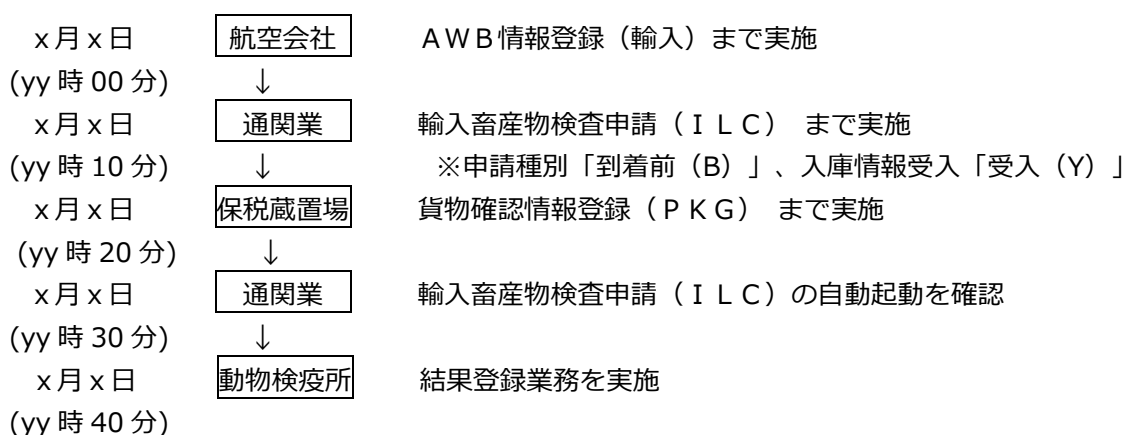 x月x日 航空会社 ＡＷＢ情報登録（輸入）まで実施
(yy 時 00 分) ↓
x月x日 通関業 輸入畜産物検査申請（ＩＬＣ） まで実施
(yy 時 10 分) ↓ ※申請種別「到着前（B）」、入庫情報受入「受入（Y）」
x月x日 保税蔵置場 貨物確認情報登録（ＰＫＧ） まで実施
(yy 時 20 分) ↓
x月x日 通関業 輸入畜産物検査申請（ＩＬＣ）の自動起動を確認
(yy 時 30 分) ↓
x月x日 動物検疫所 結果登録業務を実施
(yy 時 40 分)